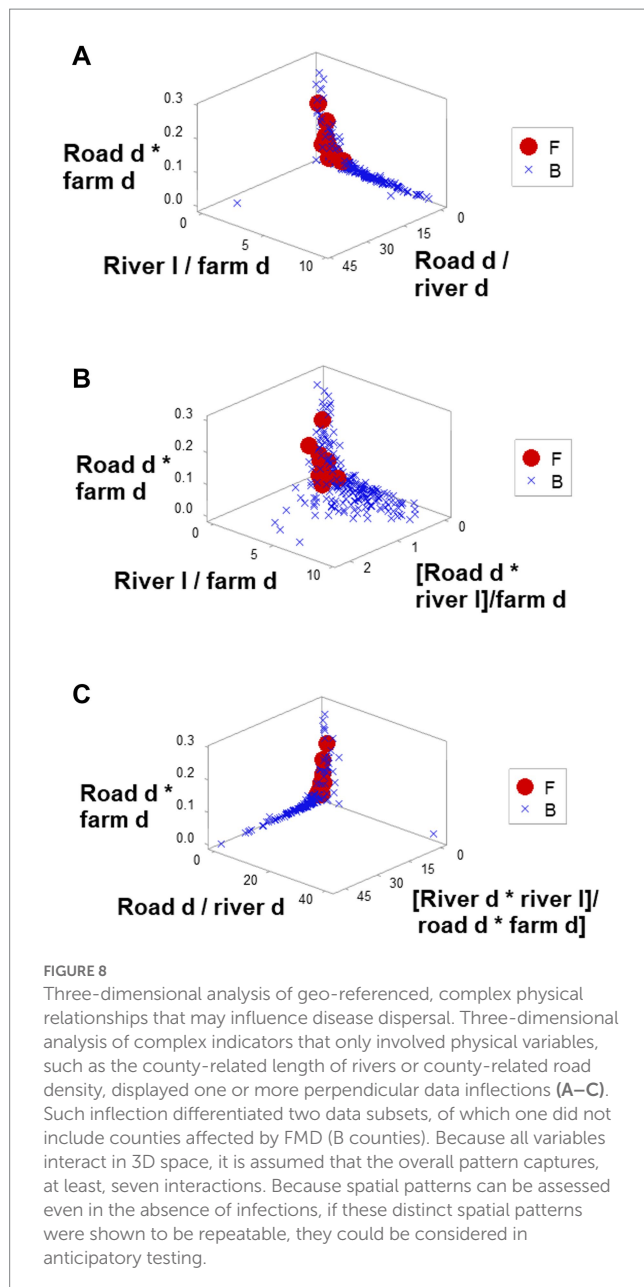 A
0.3
0.2
0.1
0.0
Road d *
farm d
0
5
10
River l / farm d
45
30
15
0
Road d /
river d
F
B
B
0.3
0.2
0.1
0.0
Road d *
farm d
0
5
10
River l / farm d
2
1
0
[Road d *
river l]/farm d
F
B
C
0.3
0.2
0.1
0.0
Road d *
farm d
0
20
40
Road d / river d
45
30
15
0
[River d * river l]/
road d * farm d]
F
B
FIGURE 8
Three-dimensional analysis of geo-referenced, complex physical
relationships that may influence disease dispersal. Three-dimensional
analysis of complex indicators that only involved physical variables,
such as the county-related length of rivers or county-related road
density, displayed one or more perpendicular data inflections (A–C).
Such inflection differentiated two data subsets, of which one did not
include counties affected by FMD (B counties). Because all variables
interact in 3D space, it is assumed that the overall pattern captures,
at least, seven interactions. Because spatial patterns can be assessed
even in the absence of infections, if these distinct spatial patterns
were shown to be repeatable, they could be considered in
anticipatory testing.